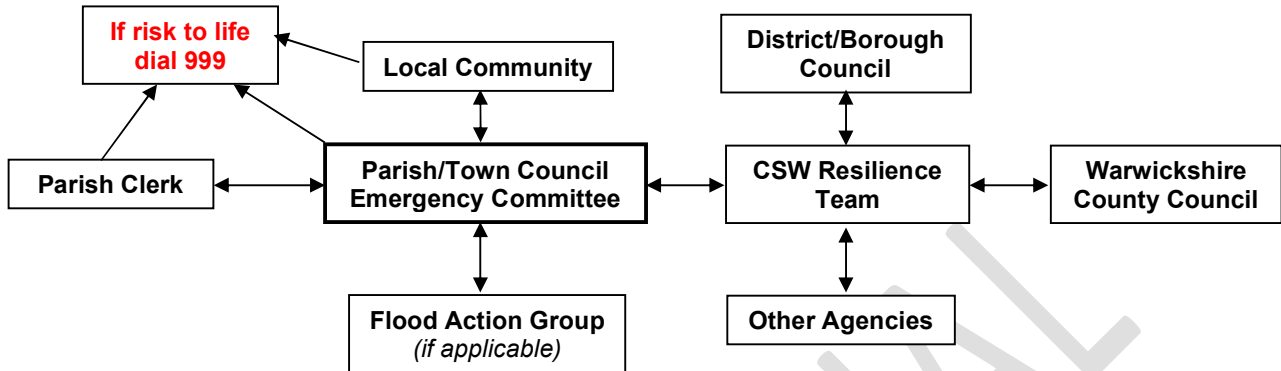 If risk to life
dial 999
Local Community
District/Borough
Council
Parish Clerk
Parish/Town Council
Emergency Committee
CSW Resilience
Team
Warwickshire
County Council
Flood Action Group
(if applicable)
Other Agencies